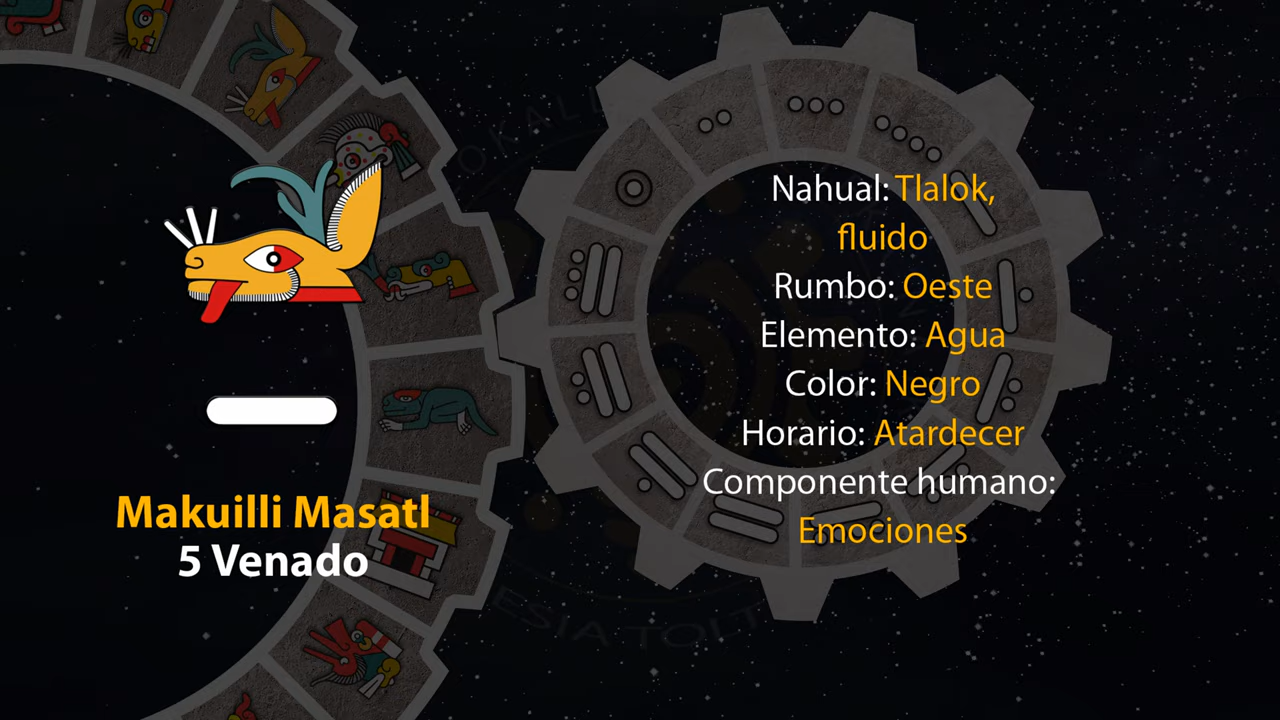 Makuilli Masatl
5 Venado
Nahual: Tlalok,
fluido
Rumbo: Oeste
Elemento: Agua
Color: Negro
Horario: Atardecer
Componente humano:
Emociones